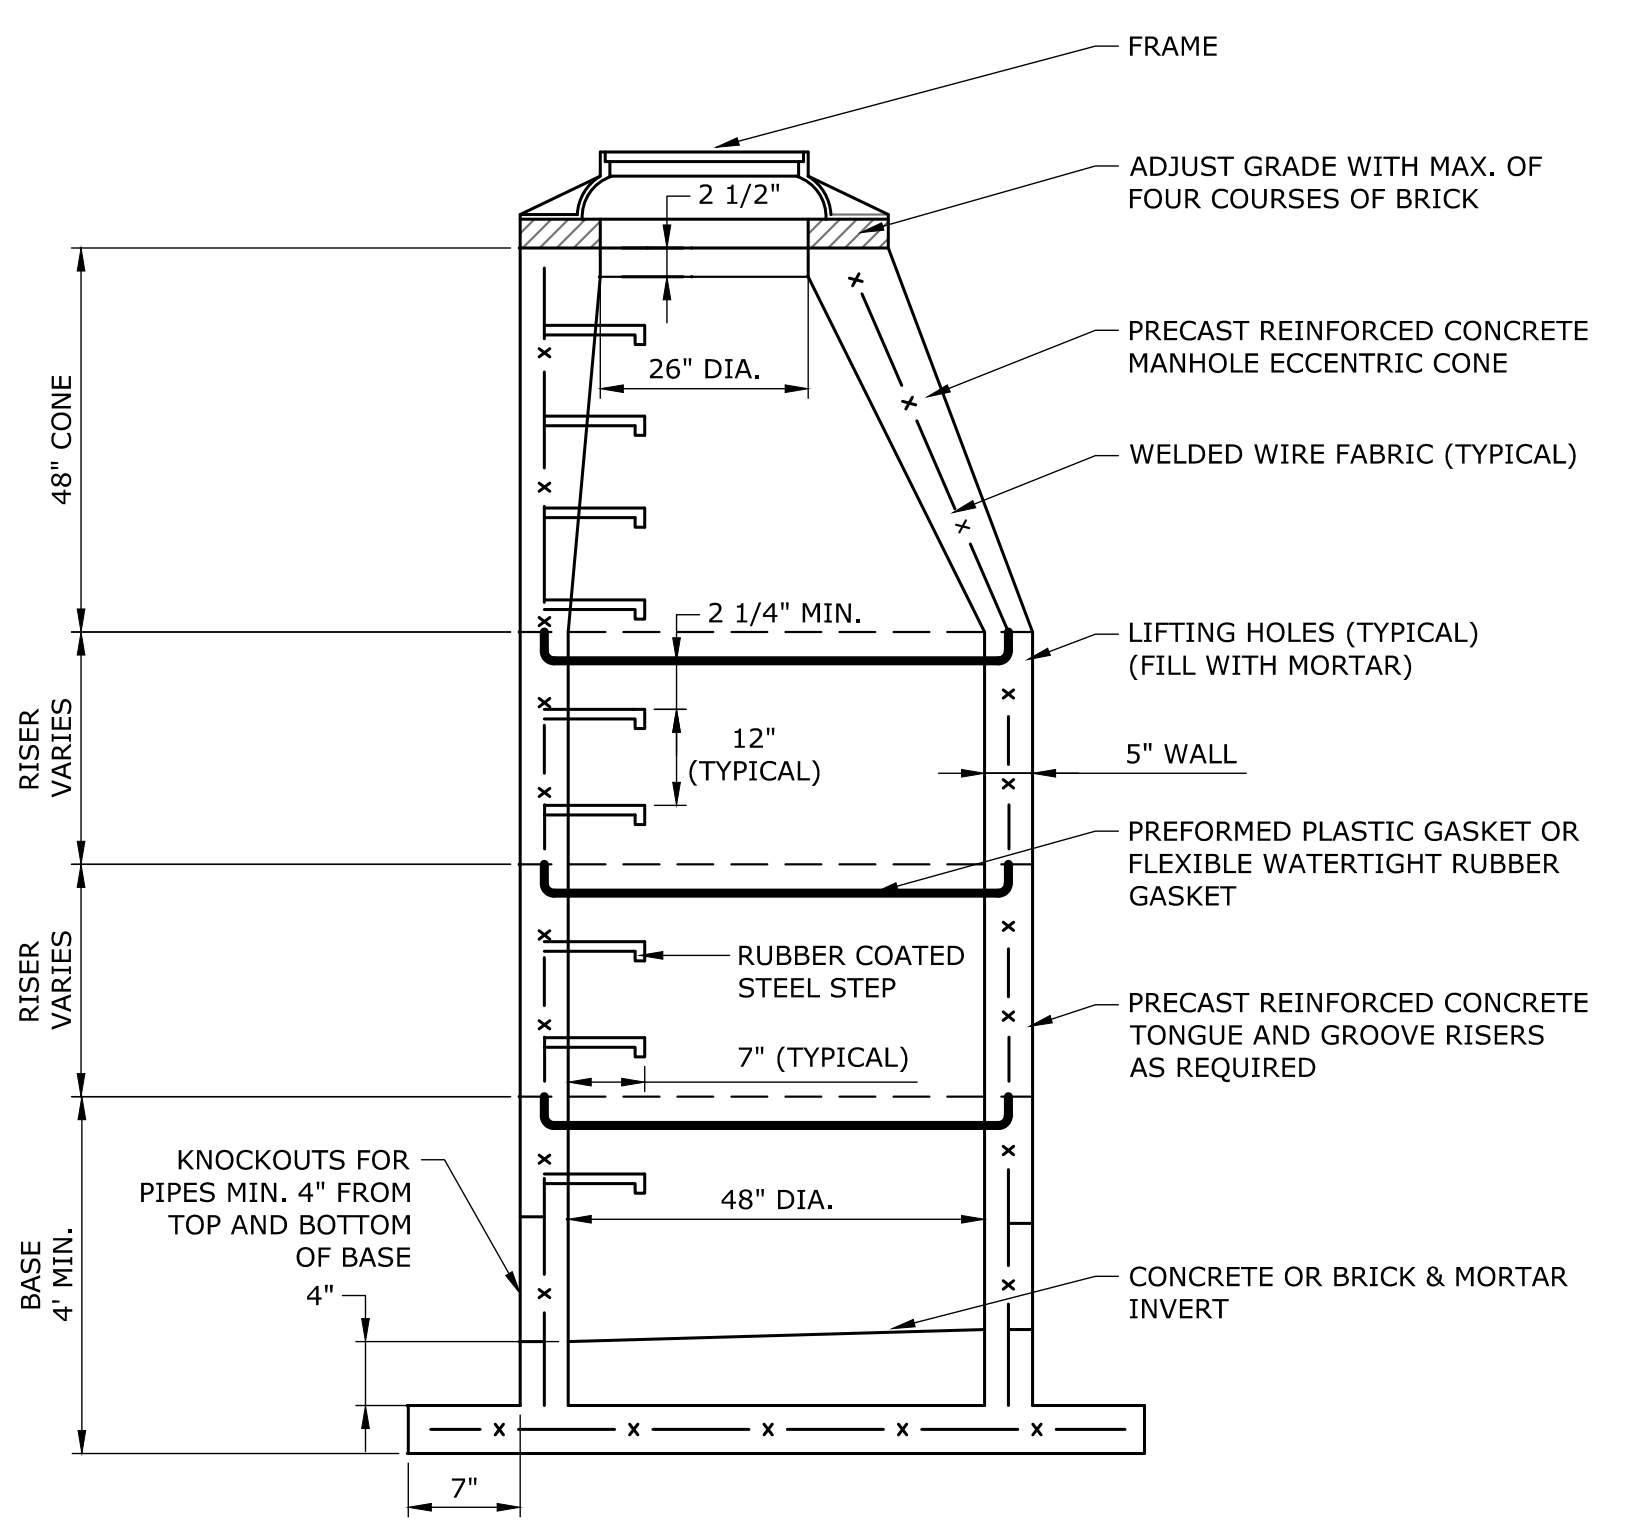 FRAME
ADJUST GRADE WITH MAX. OF
FOUR COURSES OF BRICK
2 1/2"
PRECAST REINFORCED CONCRETE
MANHOLE ECCENTRIC CONE
26" DIA.
48" CONE
WELDED WIRE FABRIC (TYPICAL)
2 1/4" MIN.
LIFTING HOLES (TYPICAL)
(FILL WITH MORTAR)
RISER
VARIES
12"
(TYPICAL)
5" WALL
PREFORMED PLASTIC GASKET OR
FLEXIBLE WATERTIGHT RUBBER
GASKET
RISER
VARIES
RUBBER COATED
STEEL STEP
PRECAST REINFORCED CONCRETE
TONGUE AND GROOVE RISERS
AS REQUIRED
7" (TYPICAL)
KNOCKOUTS FOR
PIPES MIN. 4" FROM
TOP AND BOTTOM
OF BASE
48" DIA.
BASE
4' MIN.
4"
CONCRETE OR BRICK & MORTAR
INVERT
7"